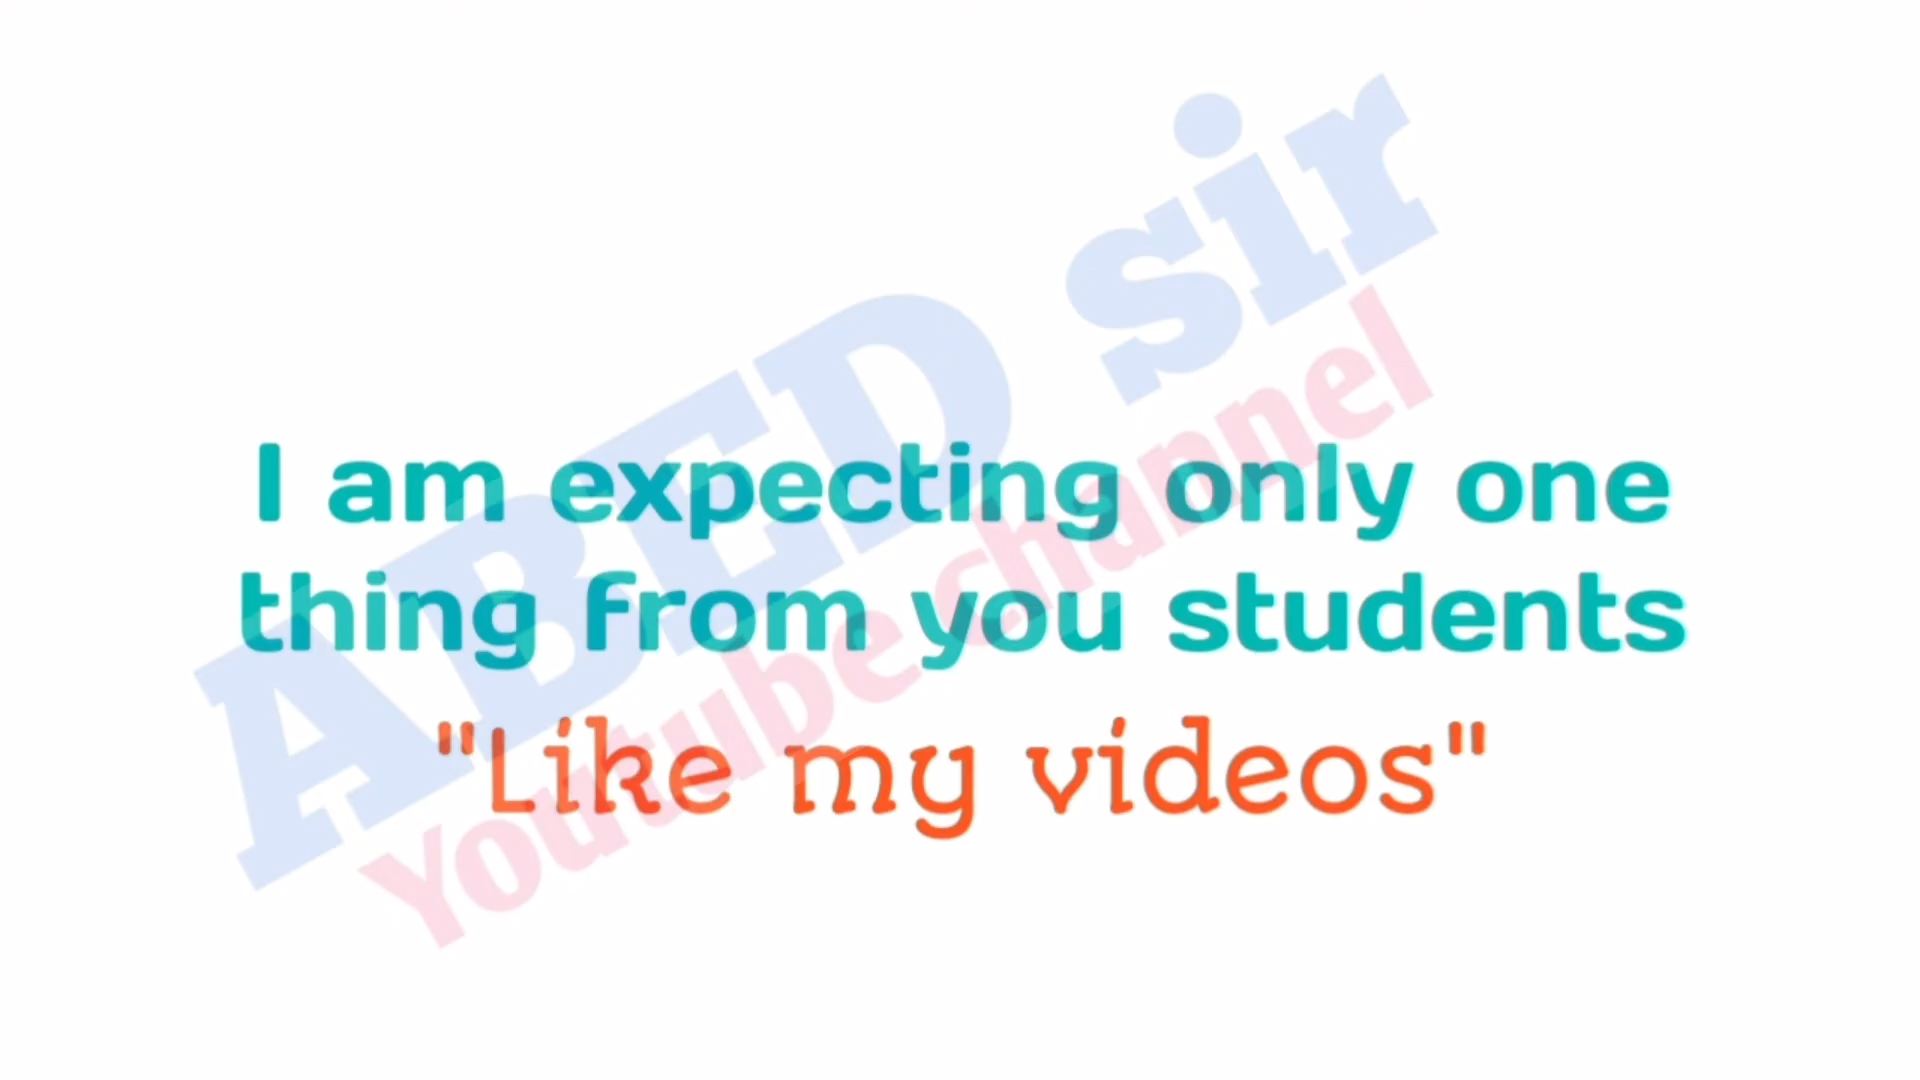 ABED sir
Youtube channel
I am expecting only one
thing from you students
"Like my videos"